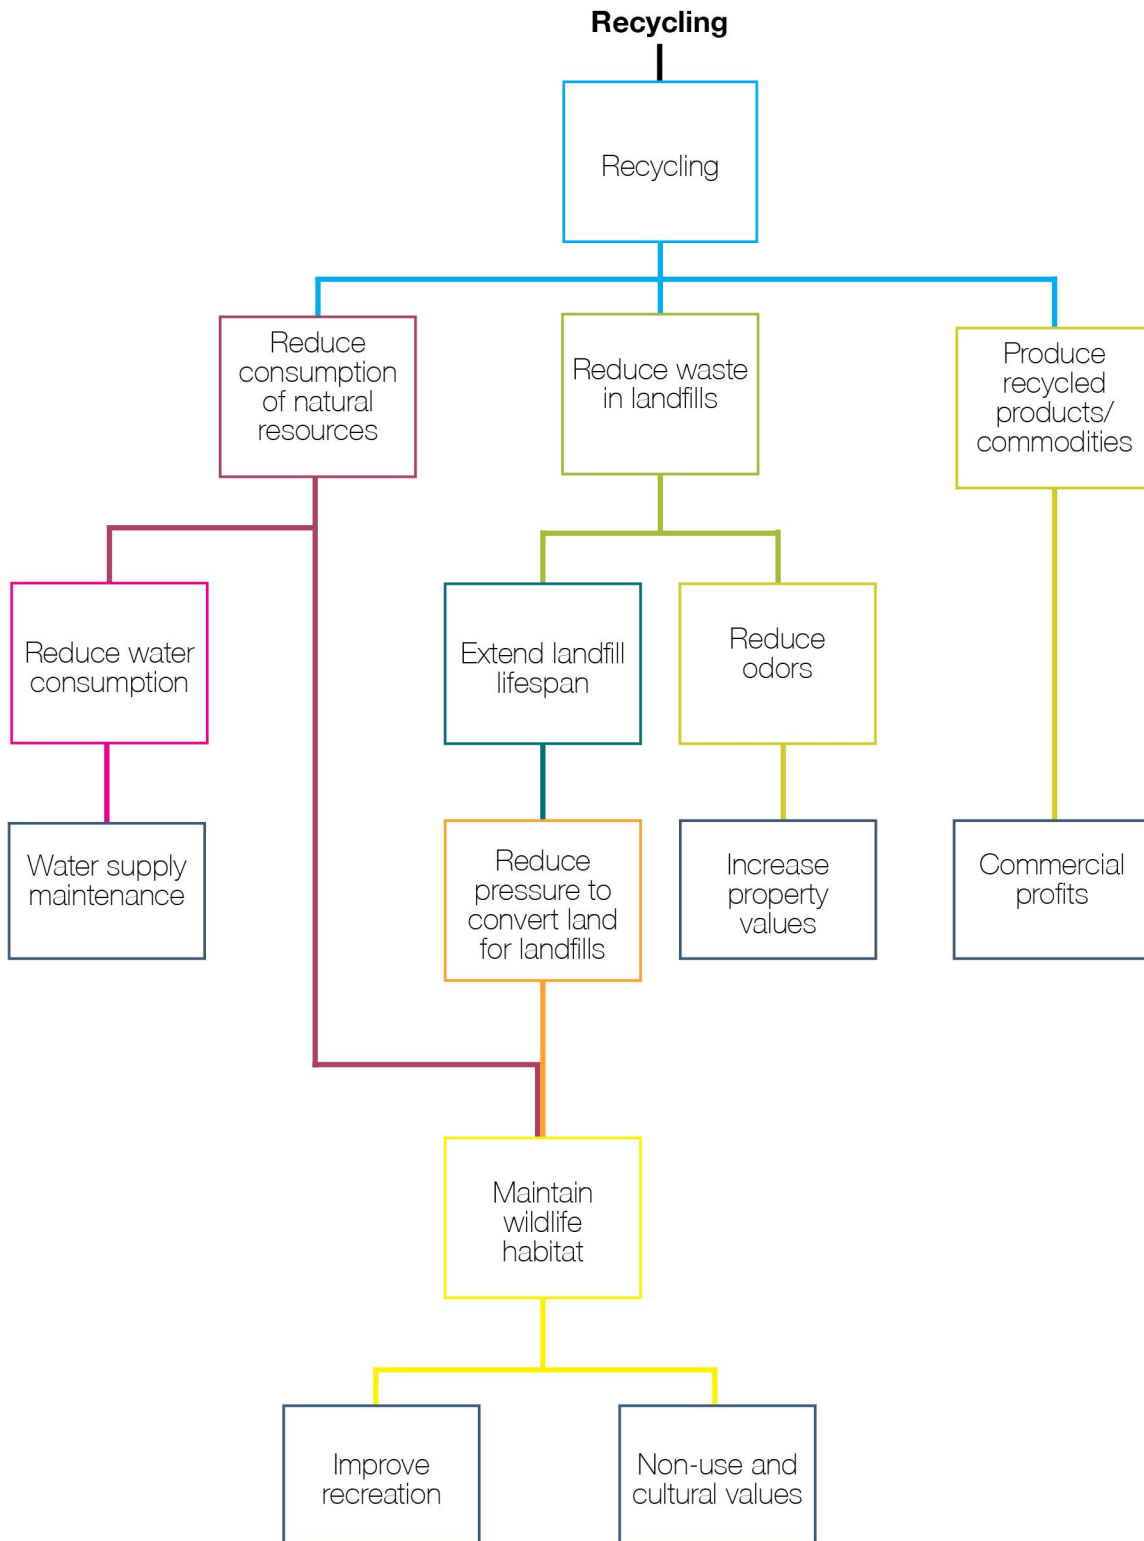 Recycling
Recycling
Reduce
consumption
of natural
resources
Reduce waste
in landfills
Produce
recycled
products/
commodities
Reduce water
consumption
Extend landfill
lifespan
Reduce
odors
Water supply
maintenance
Reduce
pressure to
convert land
for landfills
Increase
property
values
Commercial
profits
Maintain
wildlife
habitat
Improve
recreation
Non-use and
cultural values